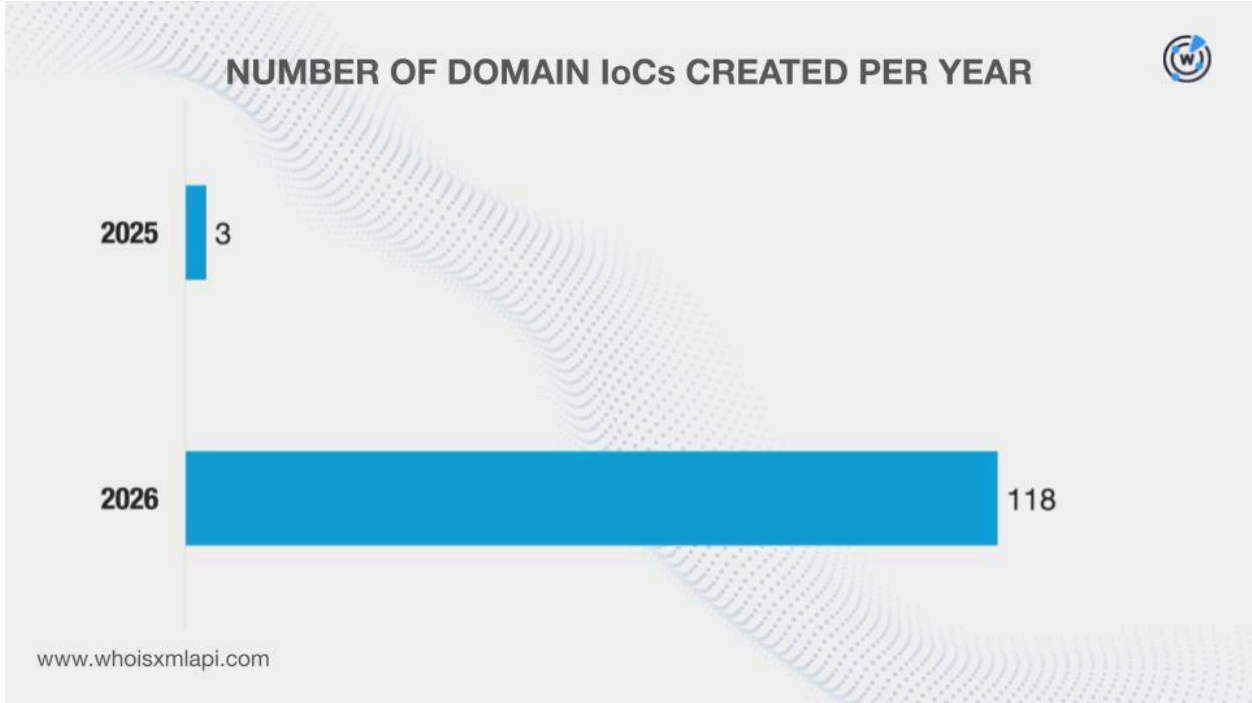 NUMBER OF DOMAIN IoCs CREATED PER YEAR
W
2025 3
2026 118
www.whoisxmlapi.com